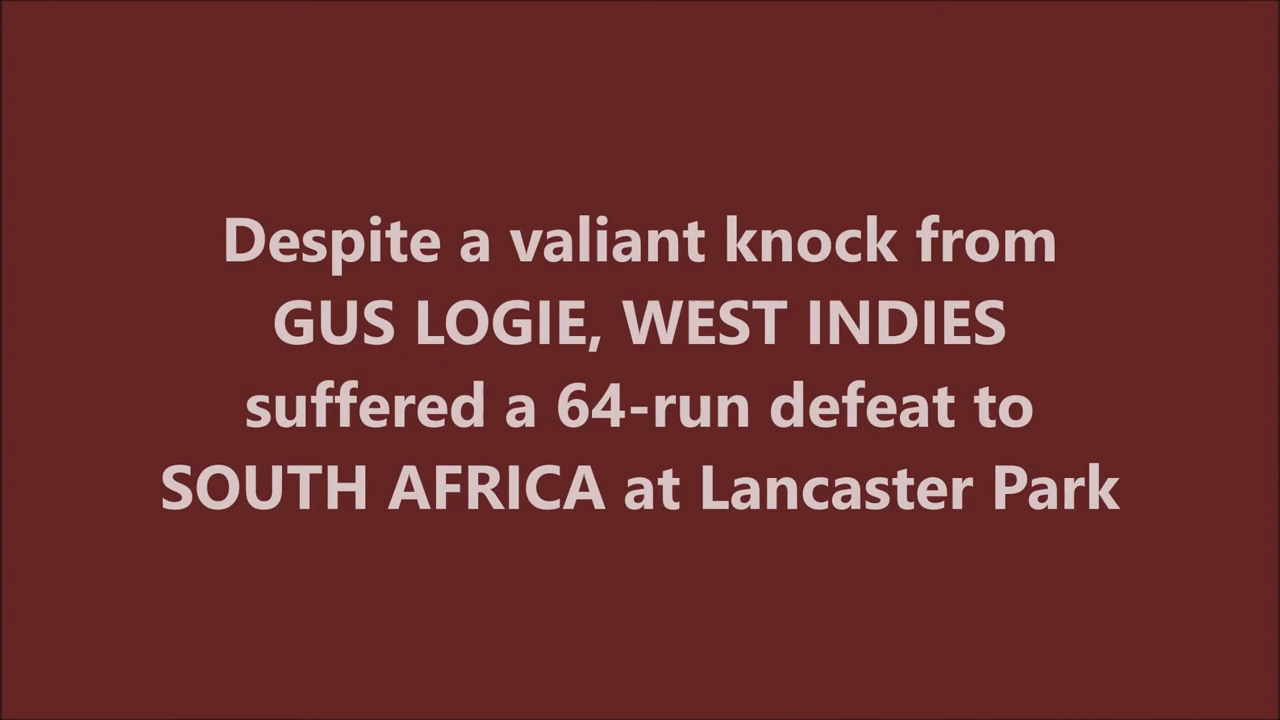 Despite a valiant knock from
GUS LOGIE, WEST INDIES
suffered a 64-run defeat to
SOUTH AFRICA at Lancaster Park